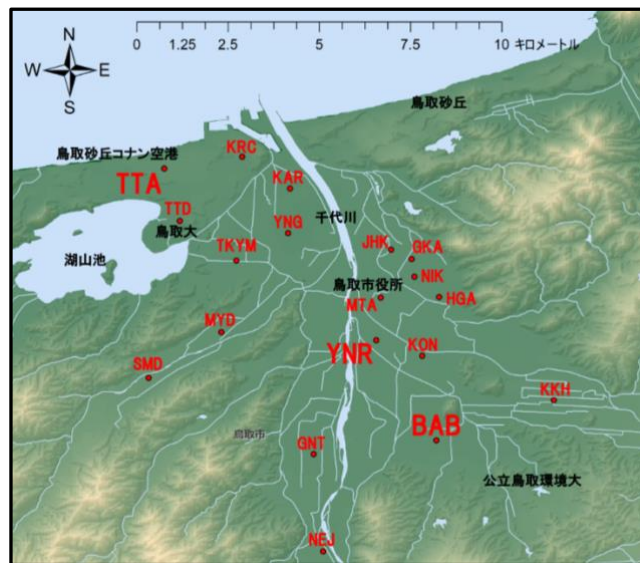 N
W E
S
0 1.25 2.5 5 7.5 10 キロメートル
鳥取砂丘
鳥取砂丘コナン空港
KRC
TTA
KAR
TTD
鳥取大
YNG
千代川
JHK
GKA
TKYM
湖山池
NIK
鳥取市役所
MTA
HGA
MYD
YNR
KON
SMD
KKH
BAB
鳥取市
GNT
公立鳥取環境大
NEJ